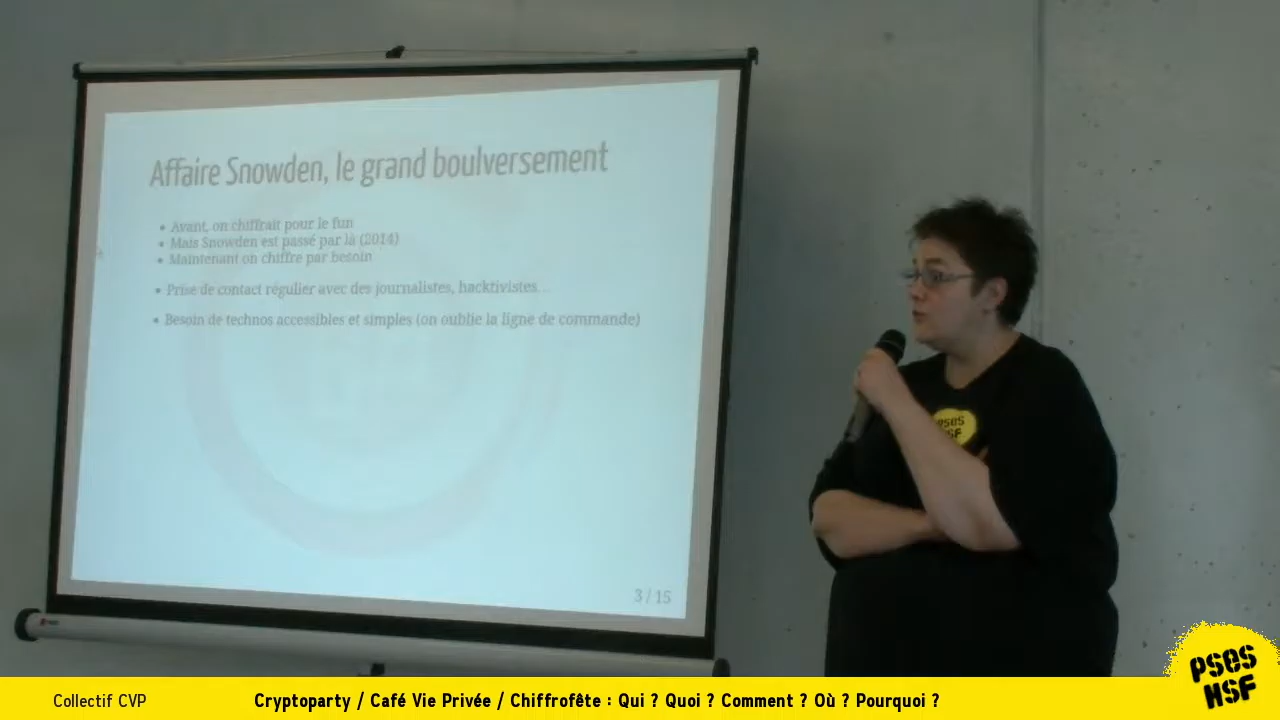 Affaire Snowden, le grand boulversement
• Avant, on chiffrait pour le fun
• Mais Snowden est passé par là (2014)
• Maintenant on chiffre par besoin
• Prise de contact régulier avec des journalistes, hacktivistes...
• Besoin de technos accessibles et simples (on oublie la ligne de commande)
3 / 15
PSES
NSF
Collectif CVP
Cryptoparty / Café Vie Privée / Chiffrofête : Qui ? Quoi ? Comment ? Où ? Pourquoi ?
PSES
NSF